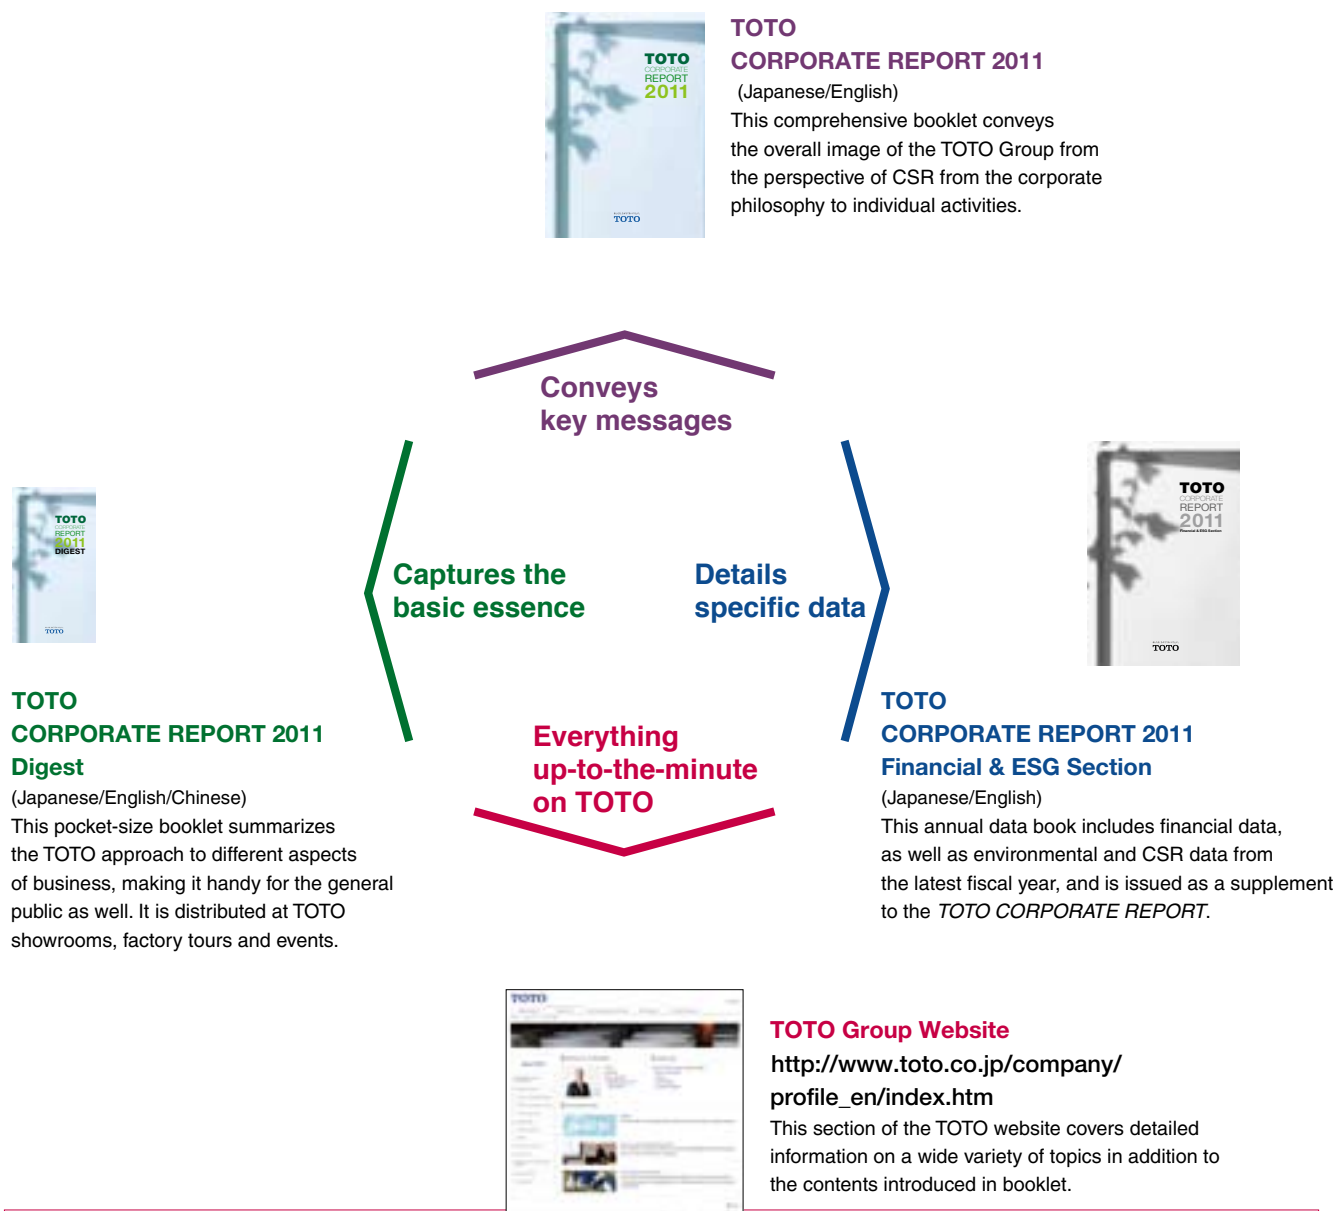 TOTO
CORPORATE
REPORT
2011
TOTO
TOTO
CORPORATE REPORT 2011
(Japanese/English)
This comprehensive booklet conveys
the overall image of the TOTO Group from
the perspective of CSR from the corporate
philosophy to individual activities.
Conveys
key messages
Captures the
basic essence
Details
specific data
Everything
up-to-the-minute
on TOTO
TOTO
CORPORATE
REPORT
2011
DIGEST
TOTO
TOTO
CORPORATE REPORT 2011
Digest
(Japanese/English/Chinese)
This pocket-size booklet summarizes
the TOTO approach to different aspects
of business, making it handy for the general
public as well. It is distributed at TOTO
showrooms, factory tours and events.
TOTO
CORPORATE
REPORT
2011
Financial & ESG Section
TOTO
TOTO
CORPORATE REPORT 2011
Financial & ESG Section
(Japanese/English)
This annual data book includes financial data,
as well as environmental and CSR data from
the latest fiscal year, and is issued as a supplement
to the TOTO CORPORATE REPORT.
TOTO
TOTO Group Website
http://www.toto.co.jp/company/
profile_en/index.htm
This section of the TOTO website covers detailed
information on a wide variety of topics in addition to
the contents introduced in booklet.